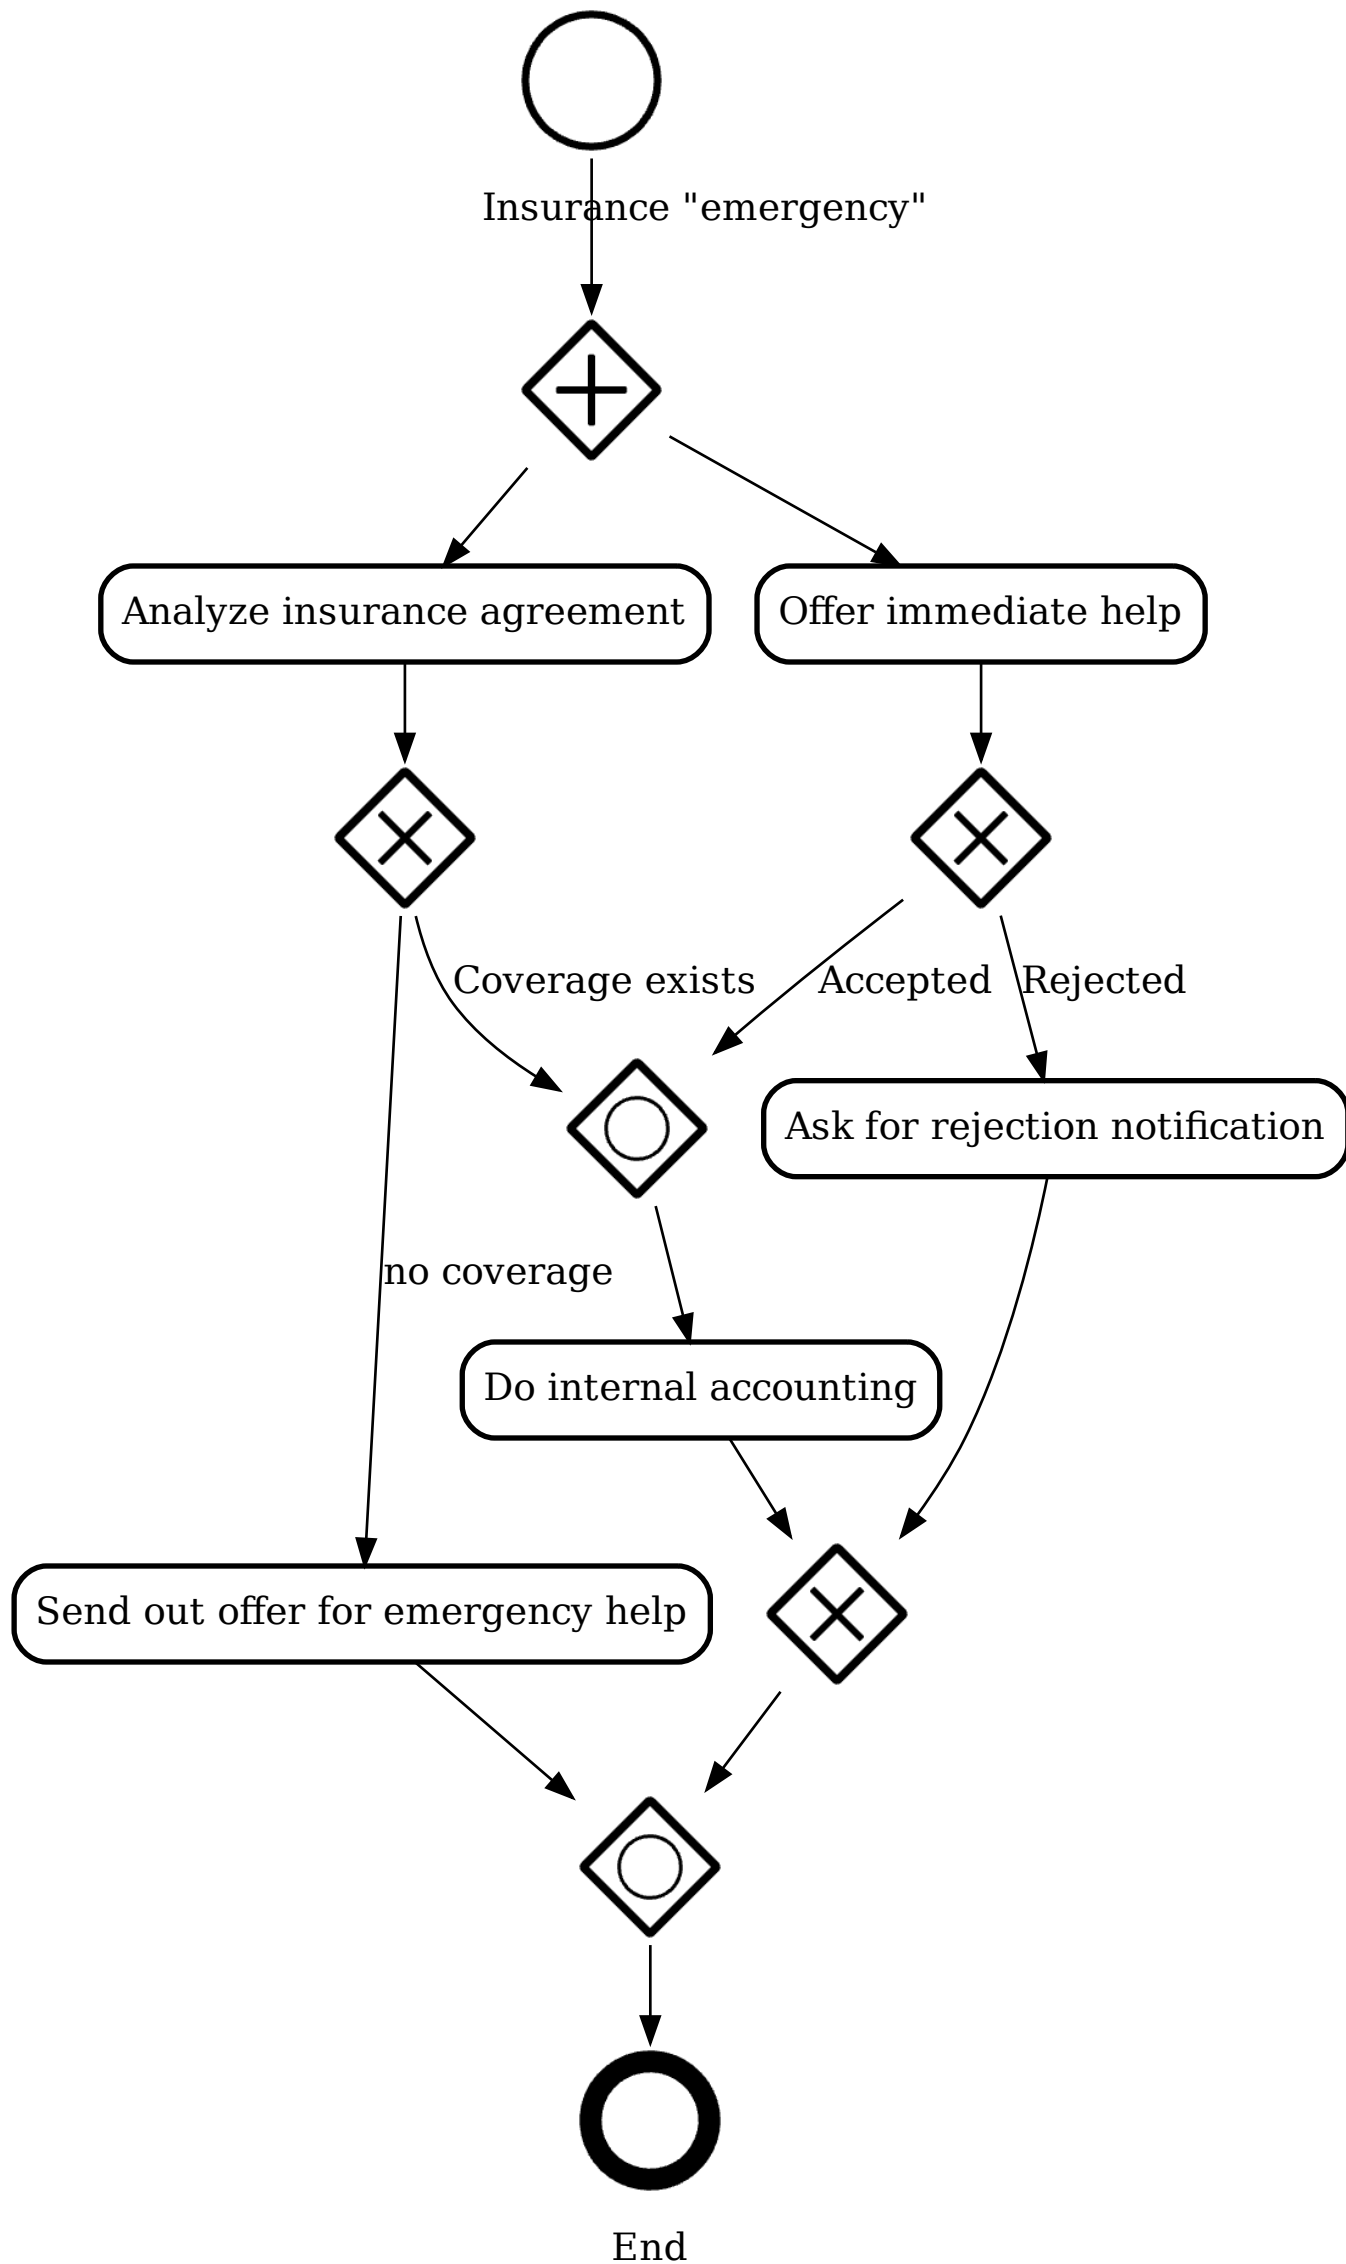 Insurance "emergency"
Analyze insurance agreement
Offer immediate help
Coverage exists
Accepted
Rejected
Ask for rejection notification
no coverage
Do internal accounting
Send out offer for emergency help
End